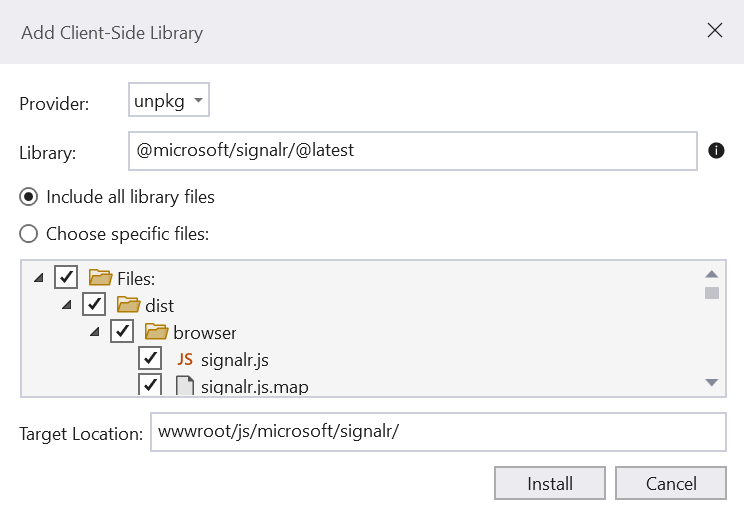 Add Client-Side Library
Provider: unpkg
Library: @microsoft/signalr/@latest
Include all library files
Choose specific files:
Files:
dist
browser
JS signalr.js
signalr.js.map
Target Location: wwwroot/js/microsoft/signalr/
Install Cancel